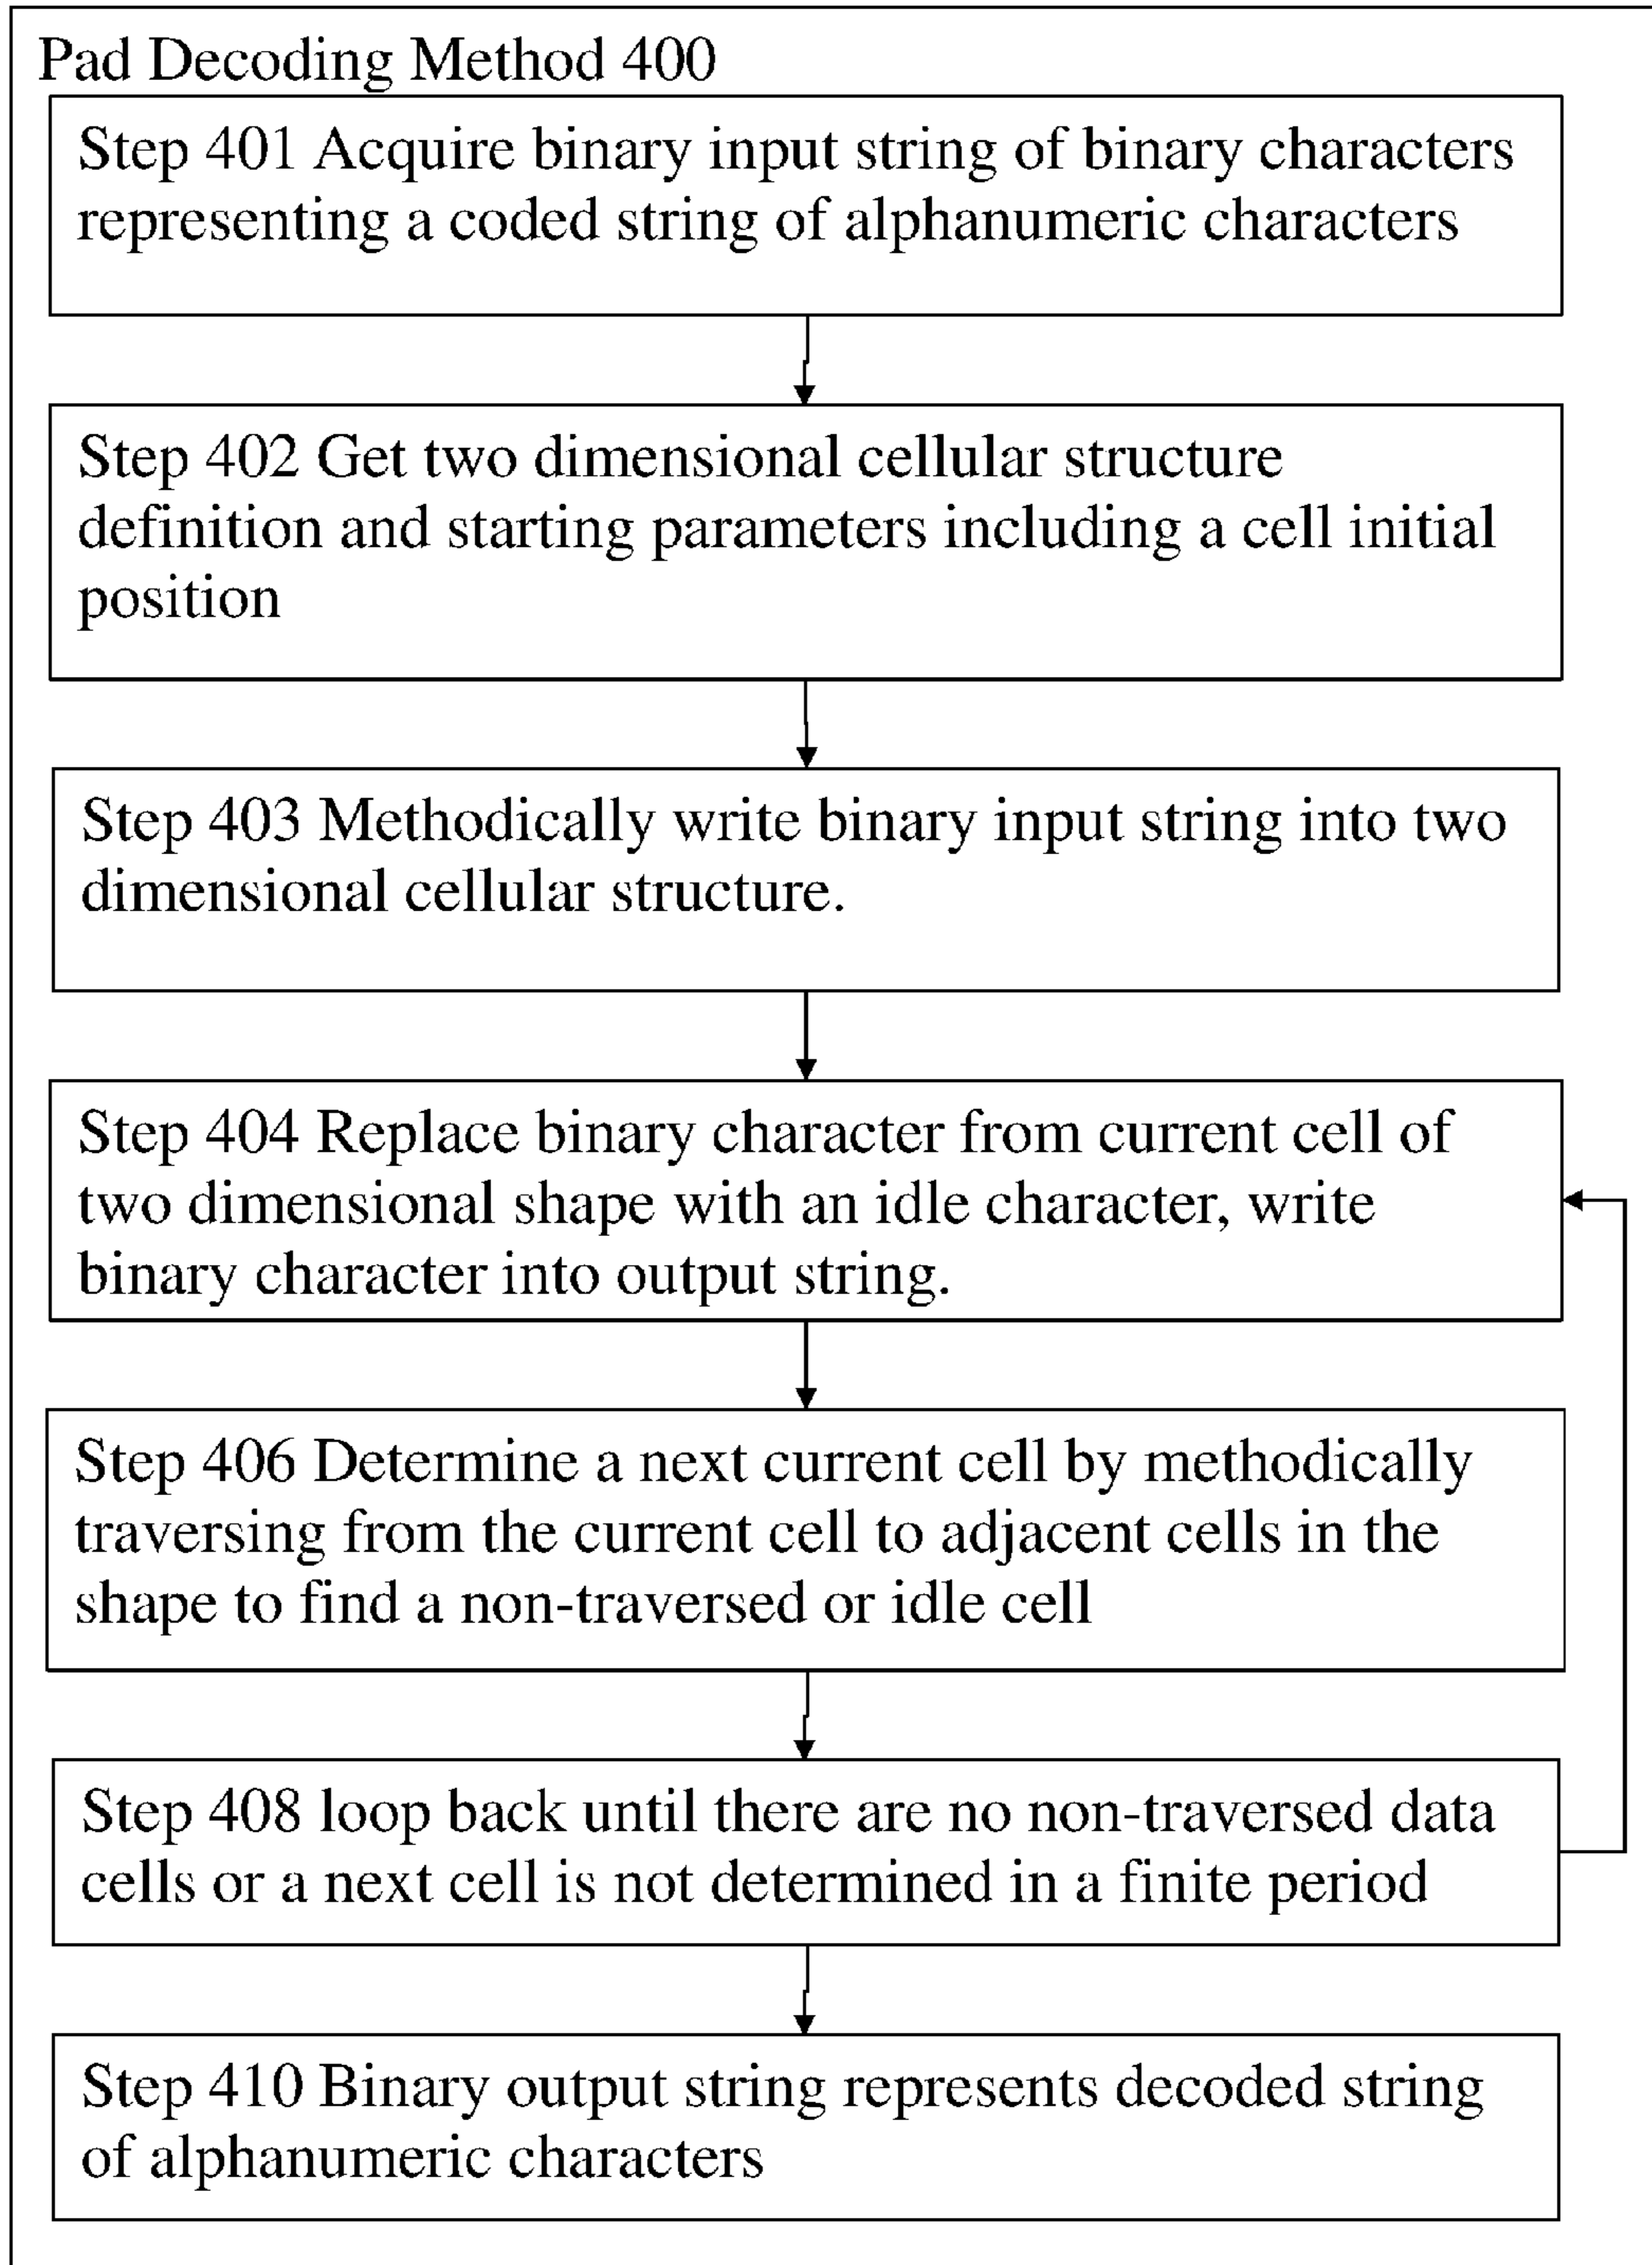 Pad Decoding Method 400
Step 401 Acquire binary input string of binary characters
representing a coded string of alphanumeric characters
Step 402 Get two dimensional cellular structure
definition and starting parameters including a cell initial
position
Step 403 Methodically write binary input string into two
dimensional cellular structure.
Step 404 Replace binary character from current cell of
two dimensional shape with an idle character, write
binary character into output string.
Step 406 Determine a next current cell by methodically
traversing from the current cell to adjacent cells in the
shape to find a non-traversed or idle cell
Step 408 loop back until there are no non-traversed data
cells or a next cell is not determined in a finite period
Step 410 Binary output string represents decoded string
of alphanumeric characters